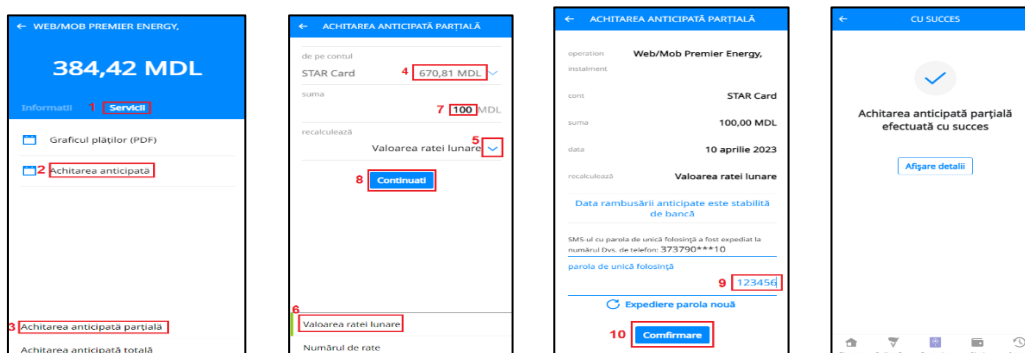 ← WEB/MOB PREMIER ENERGY,
384,42 MDL
Informatii 1 Servicii
Graficul plăților (PDF)
2 Achitarea anticipată
3 Achitarea anticipată parțială
Achitarea anticipată totală
← ACHITAREA ANTICIPATĂ PARȚIALĂ
de pe contul
STAR Card 4 670,81 MDL
suma
7 100 MDL
recalculează
5
Valoarea ratei lunare
8 Continuati
6
Valoarea ratei lunare
Numărul de rate
← ACHITAREA ANTICIPATĂ PARȚIALĂ
operation Web/Mob Premier Energy,
instalment
cont STAR Card
suma 100,00 MDL
data 10 aprilie 2023
recalculează Valoarea ratei lunare
Data rambusării anticipate este stabilită
de bancă
SMS-ul cu parola de unică folosință a fost expediat la
numărul Dvs. de telefon: 373790***10
parola de unică folosință
9 123456
Expediere parola nouă
10 Comfirmare
← CU SUCCES
Achitarea anticipată parțială
efectuată cu succes
Afișare detalii